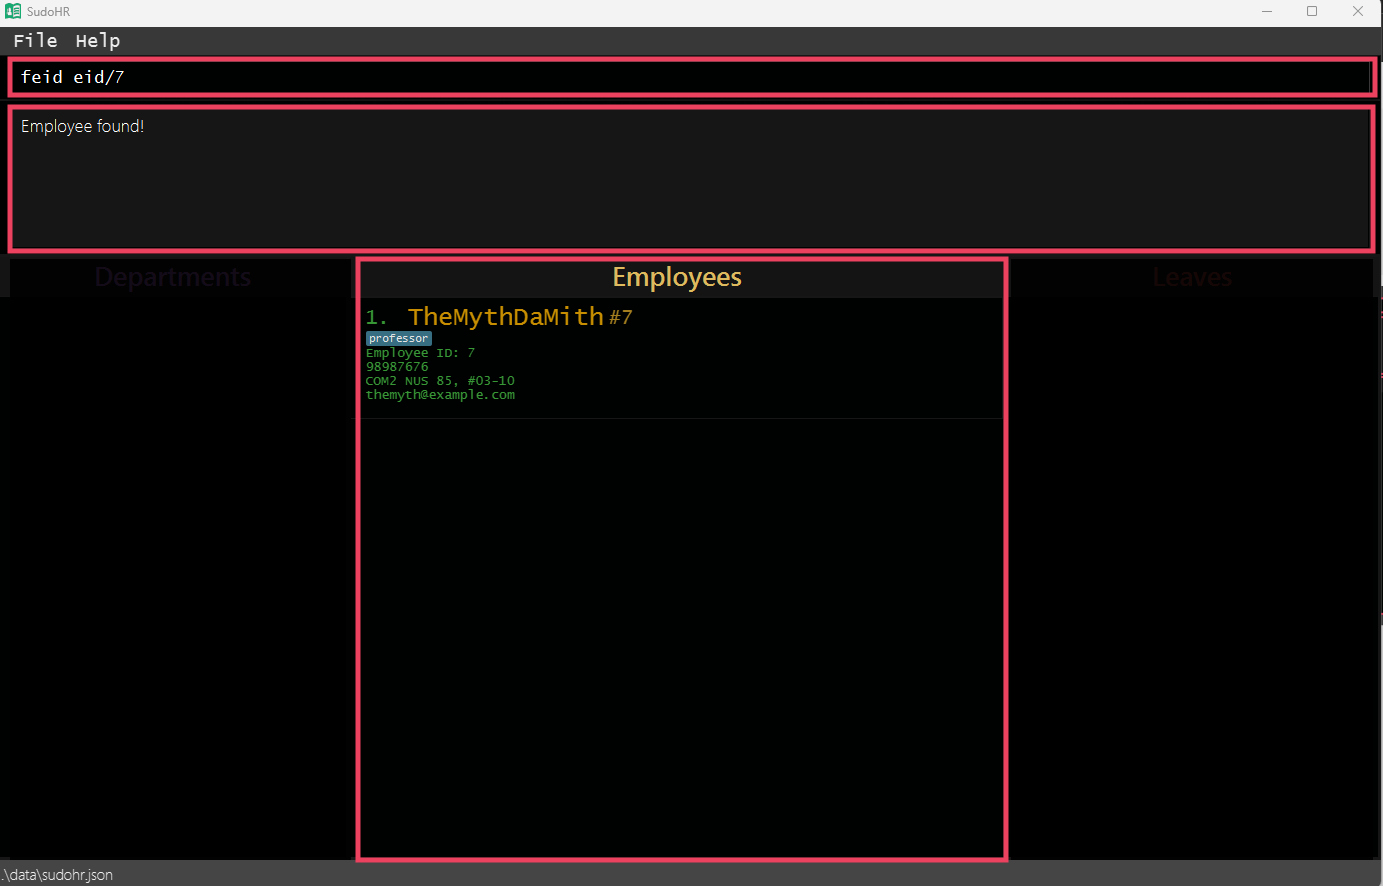 SudoHR
File Help
feid eid/7
Employee found!
Departments Employees Leaves
1. TheMythDaMith #7
professor
Employee ID: 7
98987676
COM2 NUS 85, #03-10
themyth@example.com
.\data\sudohr.json